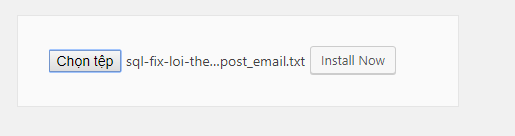 Chọn tệp sql-fix-loi-the...post_email.txt Install Now